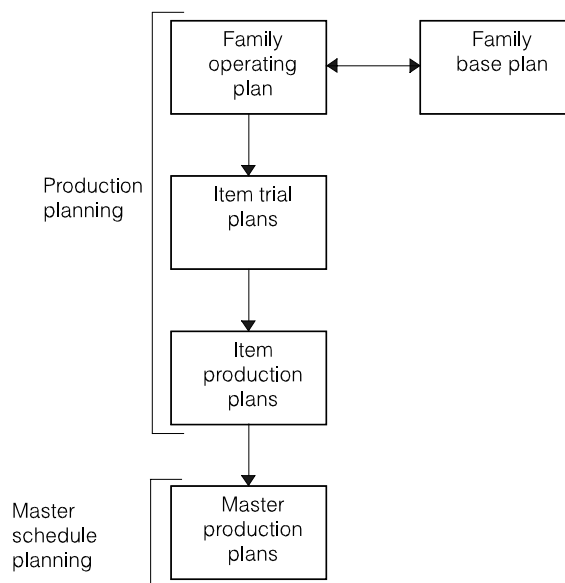 Family
operating
plan
Family
base plan
Production
planning
Item trial
plans
Item
production
plans
Master
schedule
planning
Master
production
plans